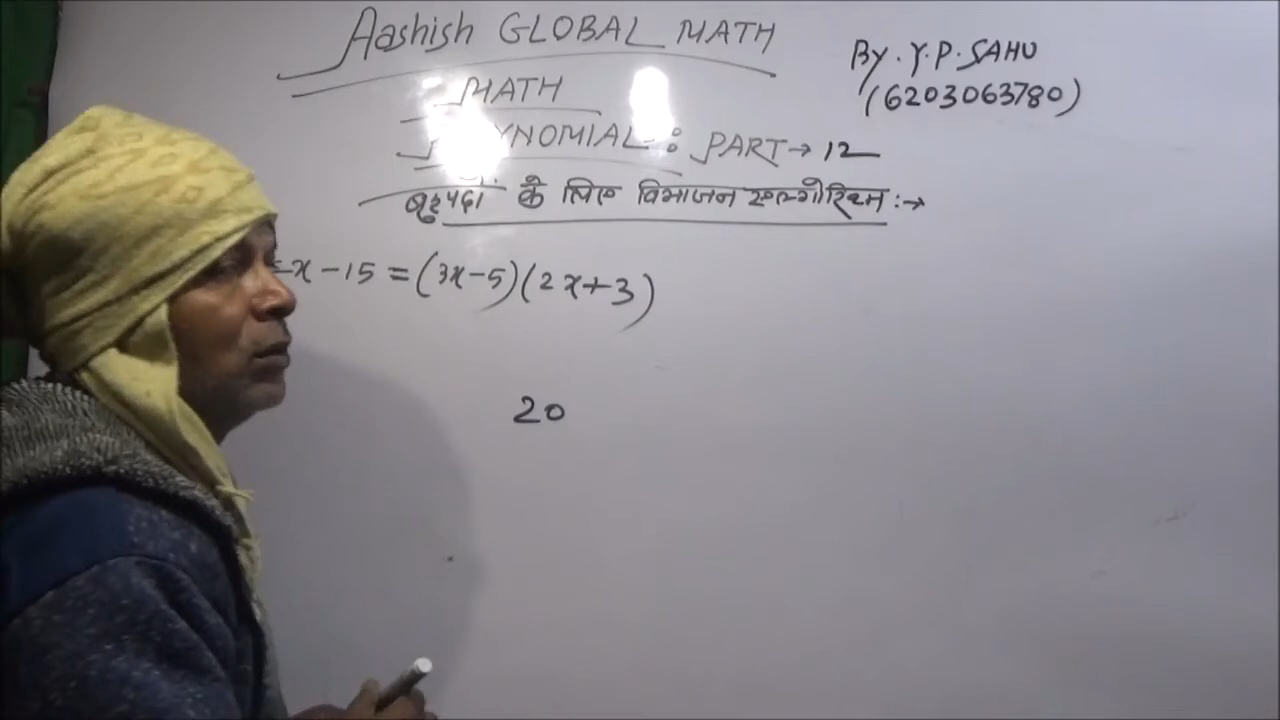 Aashish GLOBAL MATH
MATH
By. Y. P. SAHU
(6203063780)
YNOMIAL : PART → 12
बहुपदों के लिए विभाजन एल्गोरिथ्म :→
x - 15 = (3x - 5)(2x + 3)
20